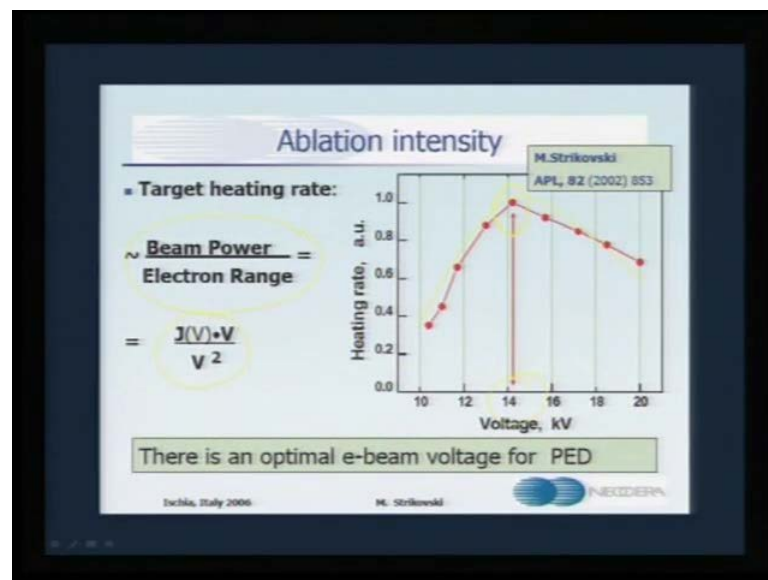 Ablation intensity
M.Strikovski
APL, 82 (2002) 853
▪ Target heating rate:
~ Beam Power =
Electron Range
= J(V)•V
V 2
Heating rate, a.u.
1.0
0.8
0.6
0.4
0.2
0.0
10 12 14 16 18 20
Voltage, kV
There is an optimal e-beam voltage for PED
Ischia, Italy 2006 M. Strikovski
NEOCERA